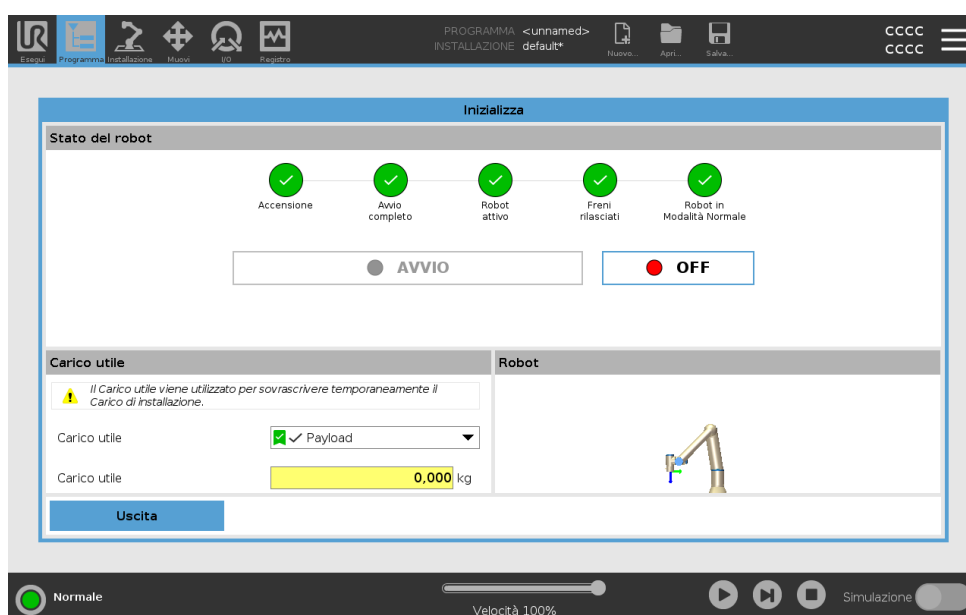 PROGRAMMA <unnamed>
INSTALLAZIONE default*
CCCC
CCCC
Esegui Programma Installazione Muovi I/O Registro Nuovo... Apri... Salva...
Inizializza
Stato del robot
Accensione
Avvio
completo
Robot
attivo
Freni
rilasciati
Robot in
Modalità Normale
AVVIO
OFF
Carico utile
Robot
Il Carico utile viene utilizzato per sovrascrivere temporaneamente il
Carico di installazione.
Carico utile
Payload
Carico utile
0,000 kg
Uscita
Normale
Velocità 100%
Simulazione